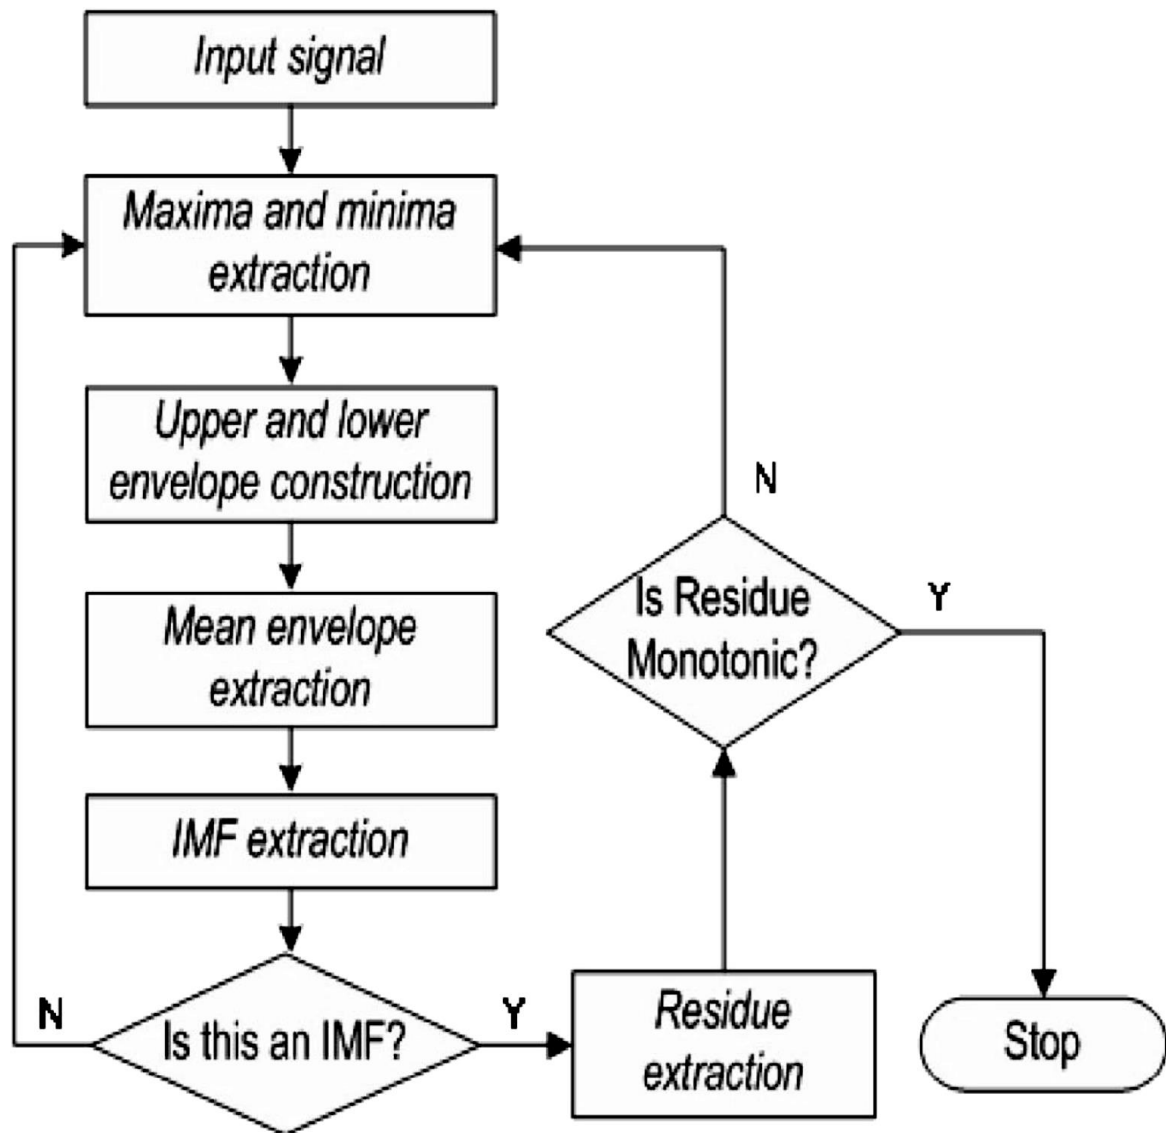 Input signal
Maxima and minima
extraction
Upper and lower
envelope construction
Mean envelope
extraction
IMF extraction
Is this an IMF?
N
Y
Residue
extraction
Is Residue
Monotonic?
N
Y
Stop